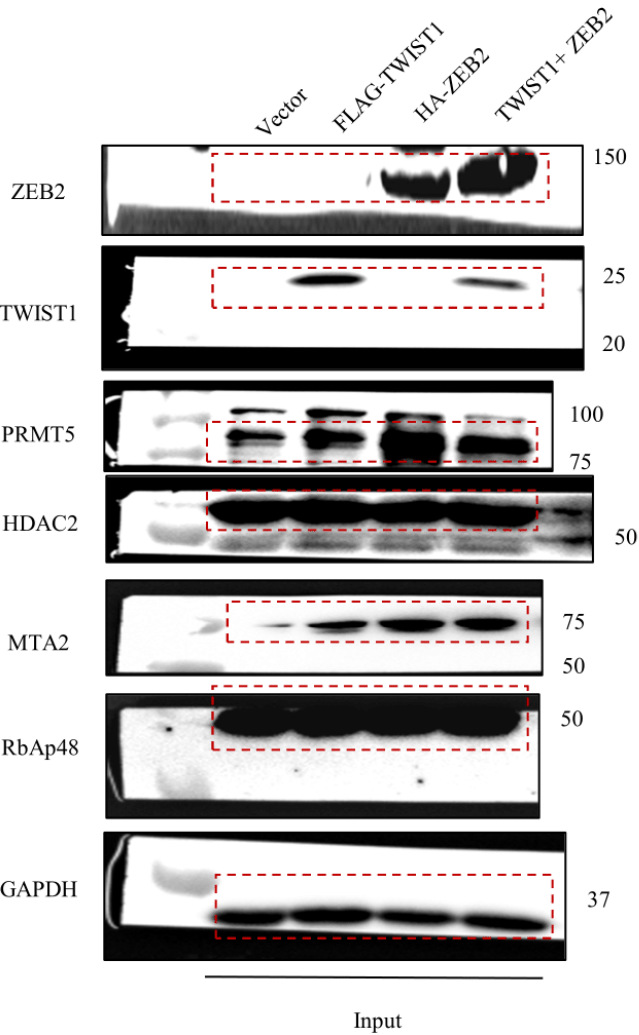 Vector
FLAG-TWIST1
HA-ZEB2
TWIST1+ ZEB2
ZEB2
150
TWIST1
25
20
PRMT5
100
75
HDAC2
50
MTA2
75
50
RbAp48
50
GAPDH
37
Input